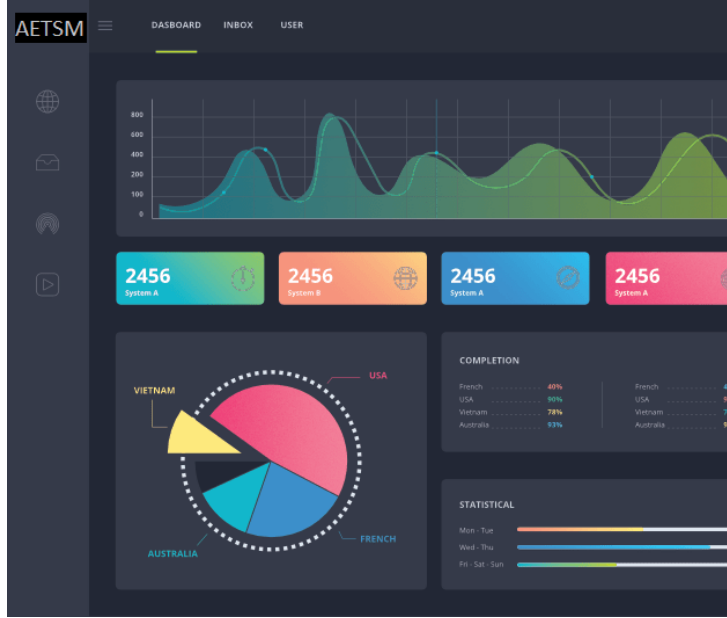 AETSM
DASBOARD INBOX USER
800
600
400
200
100
0
2456 2456 2456 2456
System A System B System A System A
USA
VIETNAM
FRENCH
AUSTRALIA
COMPLETION
French 40% French
USA 90% USA
Vietnam 78% Vietnam
Australia 93% Australia
STATISTICAL
Mon - Tue
Wed - Thu
Fri - Sat - Sun